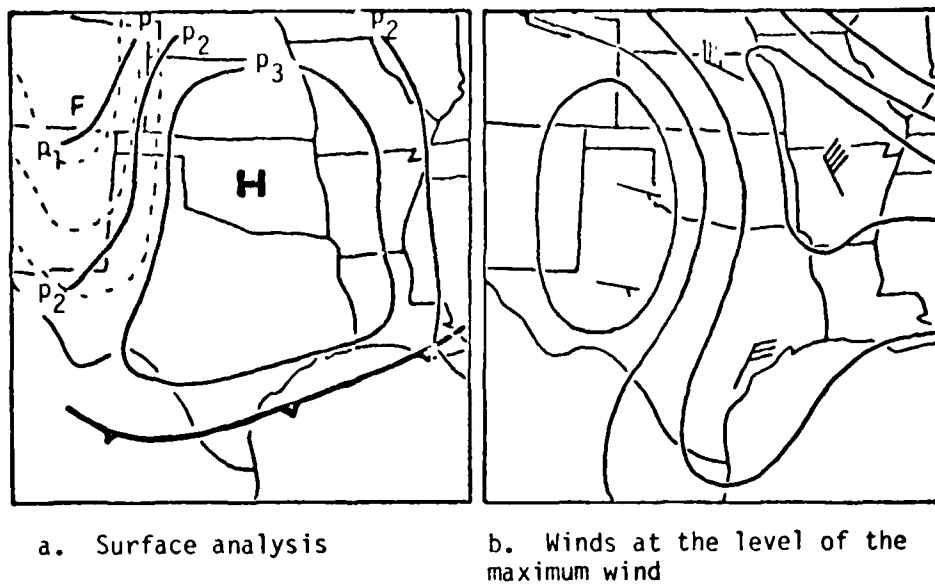 p1
p2
p2
p3
F
p1
H
p2
a. Surface analysis
b. Winds at the level of the
maximum wind